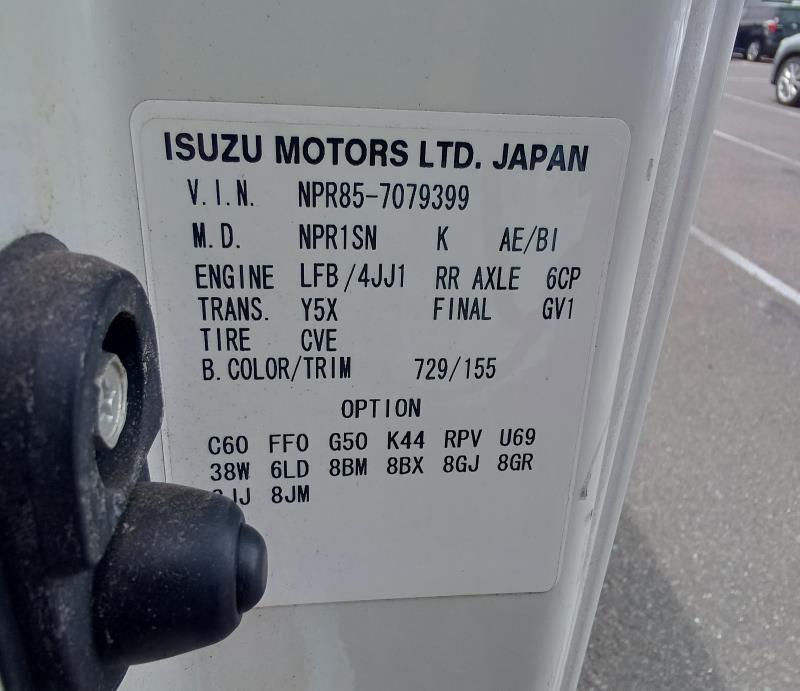 ISUZU MOTORS LTD. JAPAN
V.I.N. NPR85-7079399
M.D. NPR1SN K AE/BI
ENGINE LFB/4JJ1 RR AXLE 6CP
TRANS. Y5X FINAL GV1
TIRE CVE
B.COLOR/TRIM 729/155
OPTION
C60 FF0 G50 K44 RPV U69
38W 6LD 8BM 8BX 8GJ 8GR
8JM